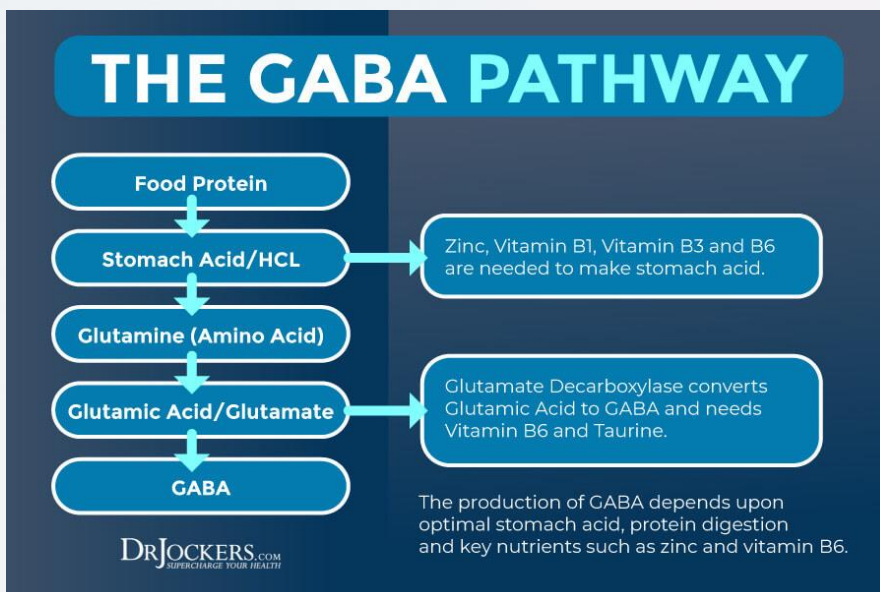 THE GABA PATHWAY
Food Protein
Stomach Acid/HCL
Zinc, Vitamin B1, Vitamin B3 and B6
are needed to make stomach acid.
Glutamine (Amino Acid)
Glutamic Acid/Glutamate
Glutamate Decarboxylase converts
Glutamic Acid to GABA and needs
Vitamin B6 and Taurine.
GABA
The production of GABA depends upon
optimal stomach acid, protein digestion
and key nutrients such as zinc and vitamin B6.
DRJOCKERS.COM
SUPERCHARGE YOUR HEALTH